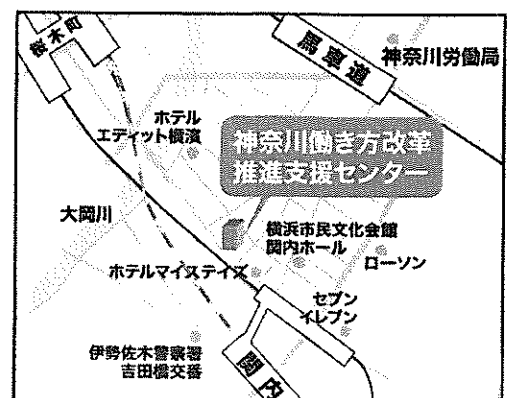 桜木町
馬車道
神奈川労働局
ホテル
エディット横濱
神奈川働き方改革
推進支援センター
大岡川
横浜市民文化会館
関内ホール
ローソン
ホテルマイステイズ
セブン
イレブン
伊勢佐木警察署
吉田橋交番
関内